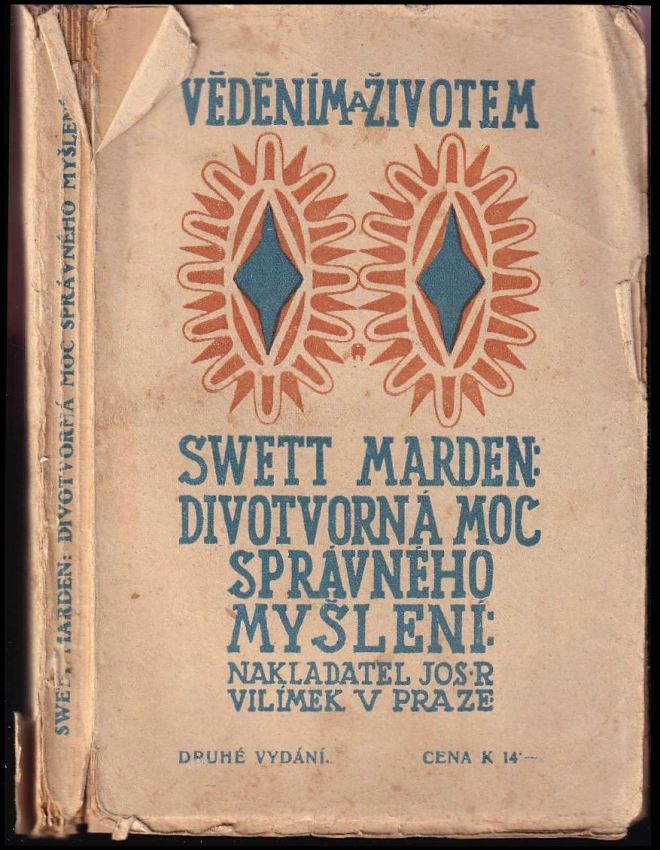 VĚDĚNÍM A ŽIVOTEM
SWETT MARDEN:
DIVOTVORNÁ MOC
SPRÁVNÉHO
MYŠLENÍ:
NAKLADATEL JOS·R
VILÍMEK V PRAZE
DRUHÉ VYDÁNÍ. CENA K 14·—
MARDEN: DIVOTVORNÁ MOC SPRÁVNÉHO MYŠLENÍ